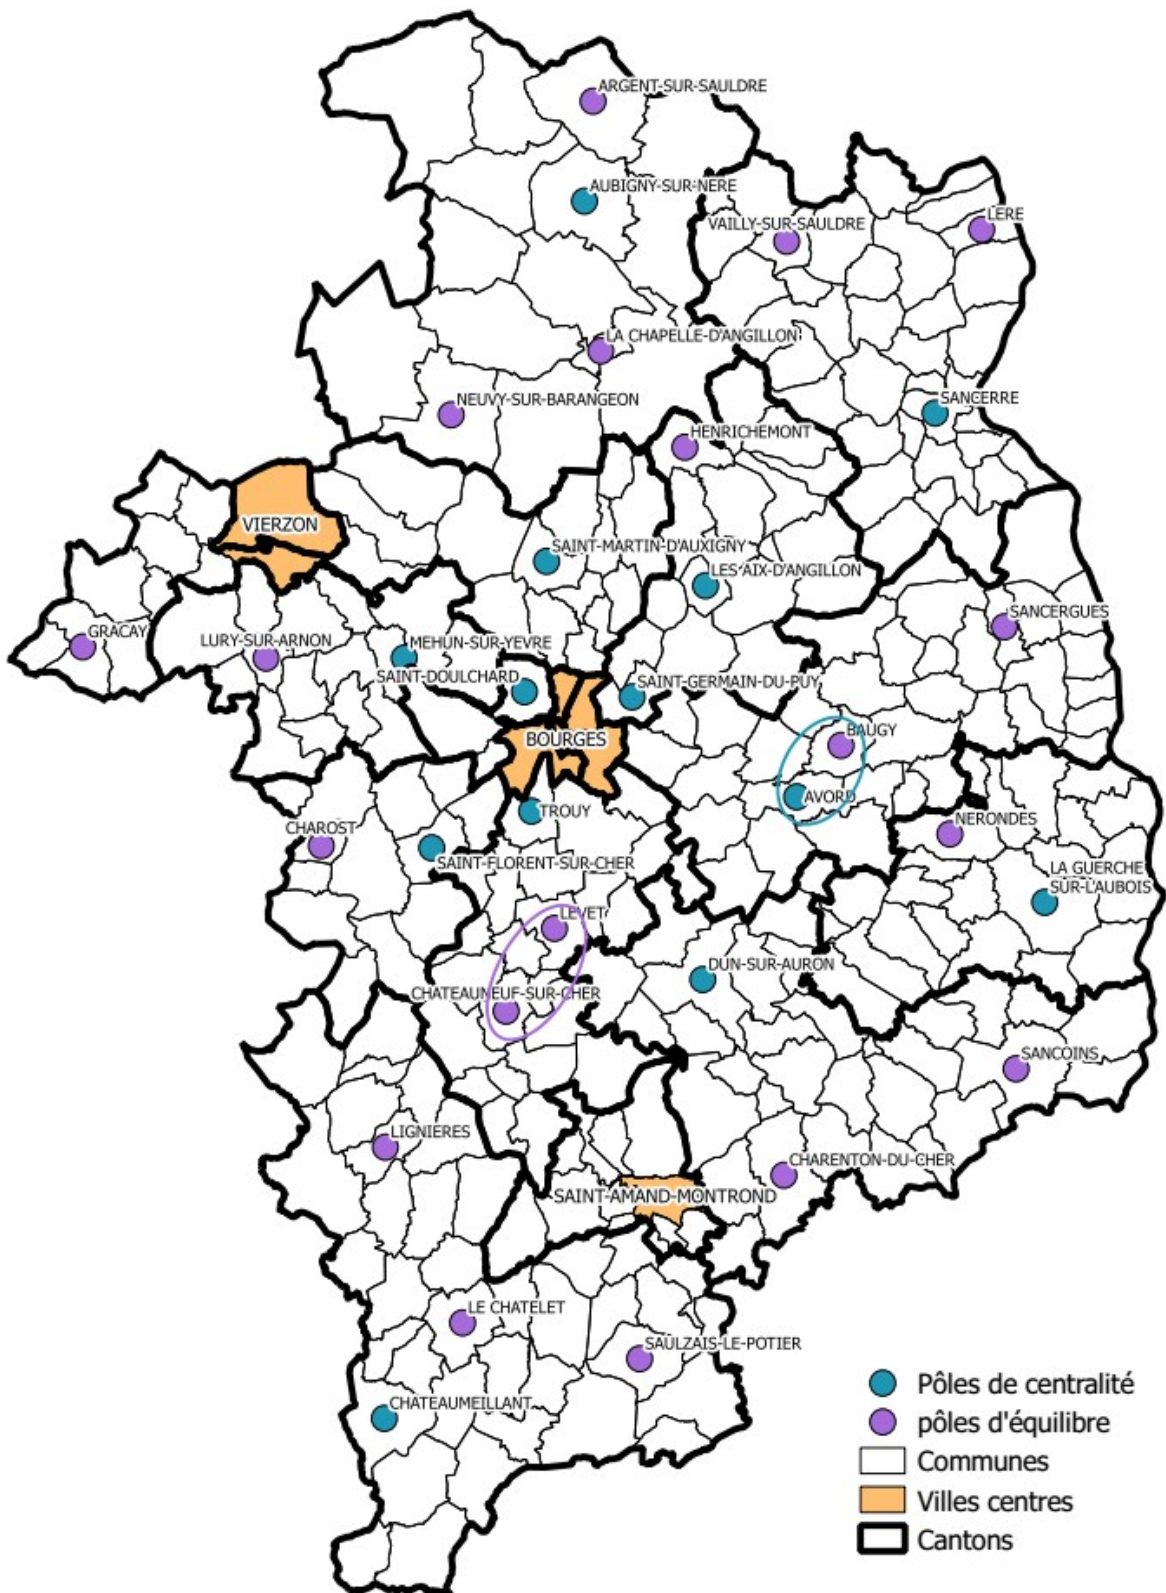 ARGENT-SUR-SAULDRE
AUBIGNY-SUR-NERE
VAILLY-SUR-SAULDRE
LERE
LA CHAPELLE-D'ANGILLON
NEUVY-SUR-BARANGEON
SANCERRE
HENRICHEMONT
VIERZON
SAINT-MARTIN-D'AUXIGNY
LES AIX-D'ANGILLON
SANCERGUES
GRACAY
LURY-SUR-ARNON
MEHUN-SUR-YEVRE
SAINT-DOULCHARD
SAINT-GERMAIN-DU-PUY
BOURGES
BAUGY
AVORD
TROUY
NERONDES
CHAROST
SAINT-FLORENT-SUR-CHER
LA GUERCHE
SUR-L'AUBOIS
LEVET
DUN-SUR-AURON
CHATEAUNEUF-SUR-CHER
SANCOINS
LIGNIERES
CHARENTON-DU-CHER
SAINT-AMAND-MONTROND
LE CHATELET
SAULZAIS-LE-POTIER
CHATEAUMEILLANT
Pôles de centralité
pôles d'équilibre
Communes
Villes centres
Cantons